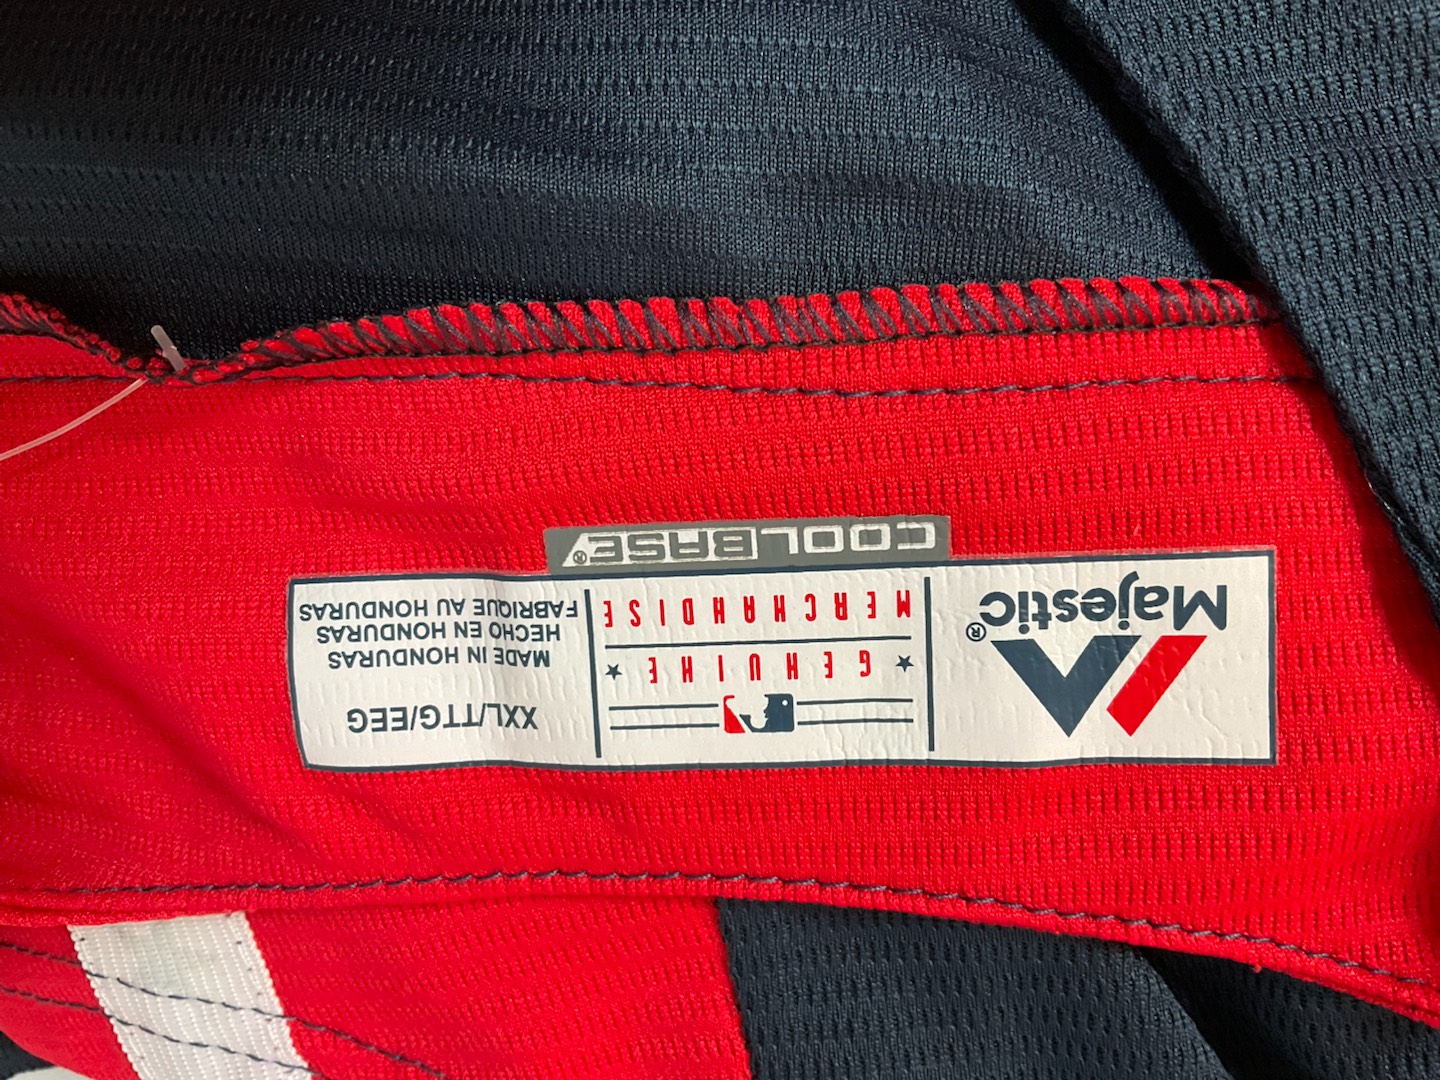 Majestic®
GENUINE
MERCHANDISE
XXL/TTG/EEG
MADE IN HONDURAS
HECHO EN HONDURAS
FABRIQUE AU HONDURAS
COOLBASE®